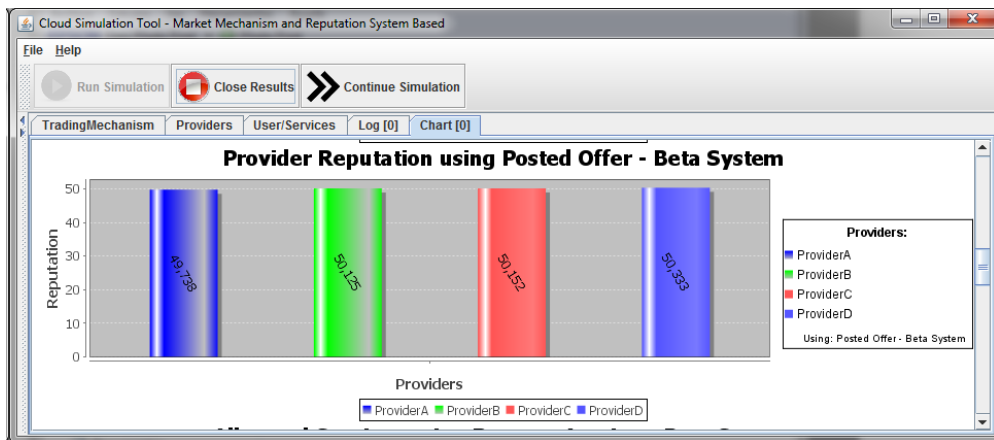 Cloud Simulation Tool - Market Mechanism and Reputation System Based
File Help
Run Simulation Close Results Continue Simulation
TradingMechanism Providers User/Services Log [0] Chart [0]
Provider Reputation using Posted Offer - Beta System
Reputation
50
40
30
20
10
0
49,738
50,125
50,152
50,333
Providers
ProviderA ProviderB ProviderC ProviderD
Providers:
ProviderA
ProviderB
ProviderC
ProviderD
Using: Posted Offer - Beta System